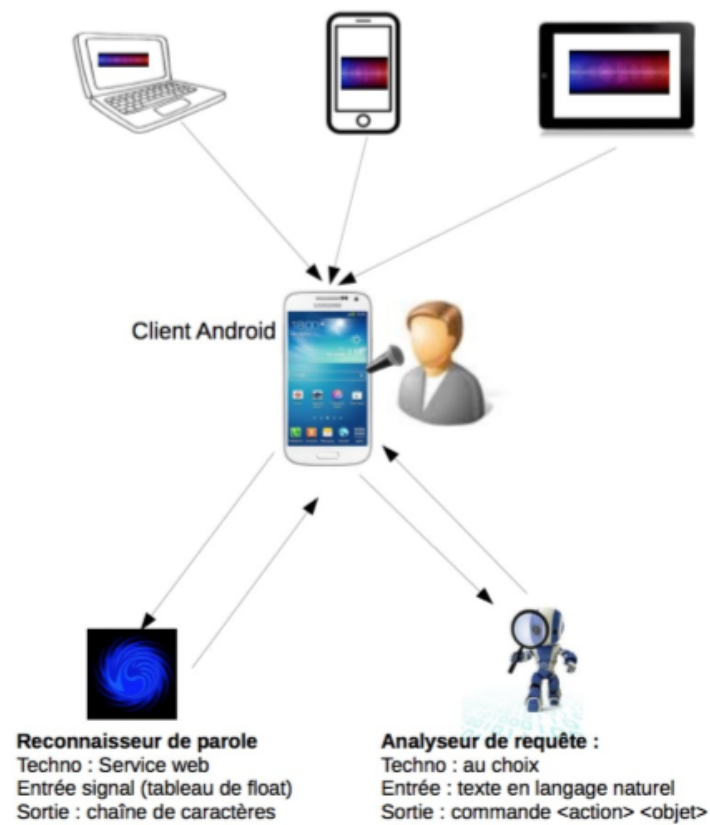 Client Android
SAMSUNG
Reconnaisseur de parole
Techno : Service web
Entrée signal (tableau de float)
Sortie : chaîne de caractères
Analyseur de requête :
Techno : au choix
Entrée : texte en langage naturel
Sortie : commande <action> <objet>